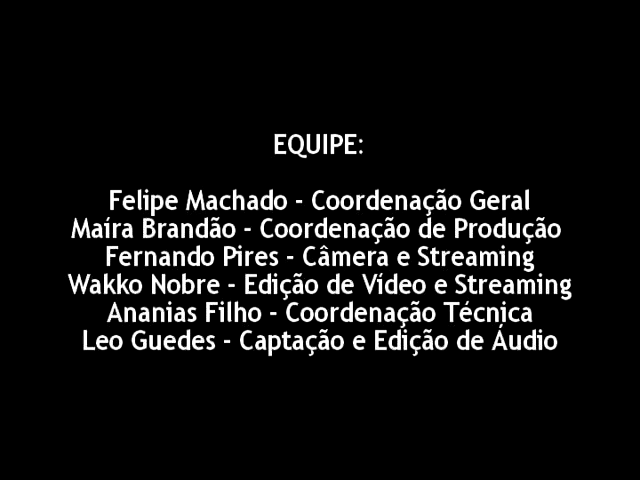 EQUIPE:
Felipe Machado - Coordenação Geral
Maíra Brandão - Coordenação de Produção
Fernando Pires - Câmera e Streaming
Wakko Nobre - Edição de Vídeo e Streaming
Ananias Filho - Coordenação Técnica
Leo Guedes - Captação e Edição de Áudio